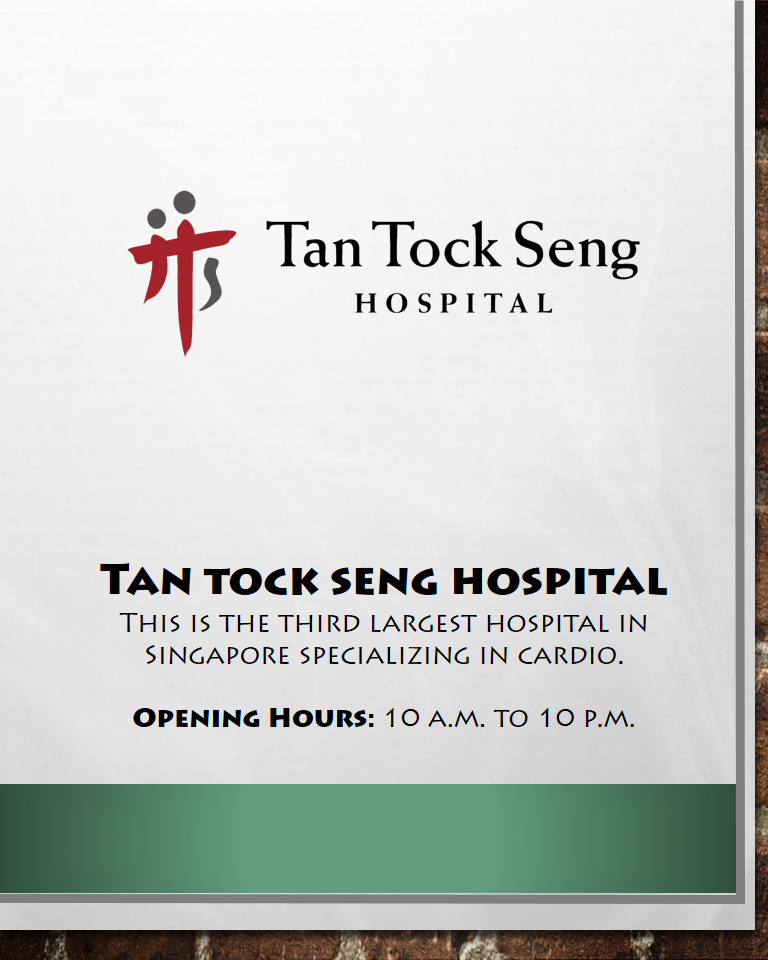 Tan Tock Seng
HOSPITAL
TAN TOCK SENG HOSPITAL
THIS IS THE THIRD LARGEST HOSPITAL IN
SINGAPORE SPECIALIZING IN CARDIO.
OPENING HOURS: 10 A.M. TO 10 P.M.